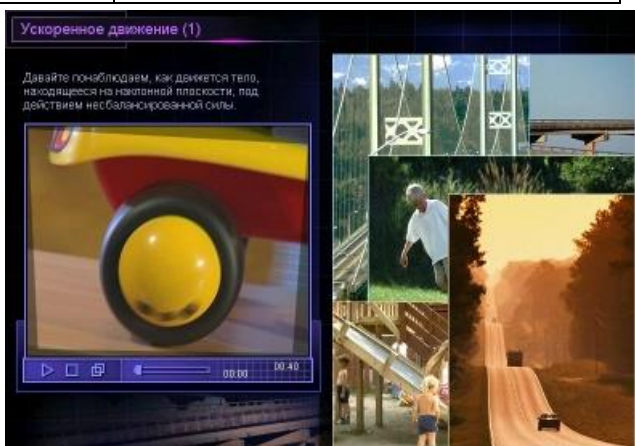 Ускоренное движение (1)
Давайте понаблюдаем, как движется тело,
находящееся на наклонной плоскости, под
действием несбалансированной силы.
00:00
00:40